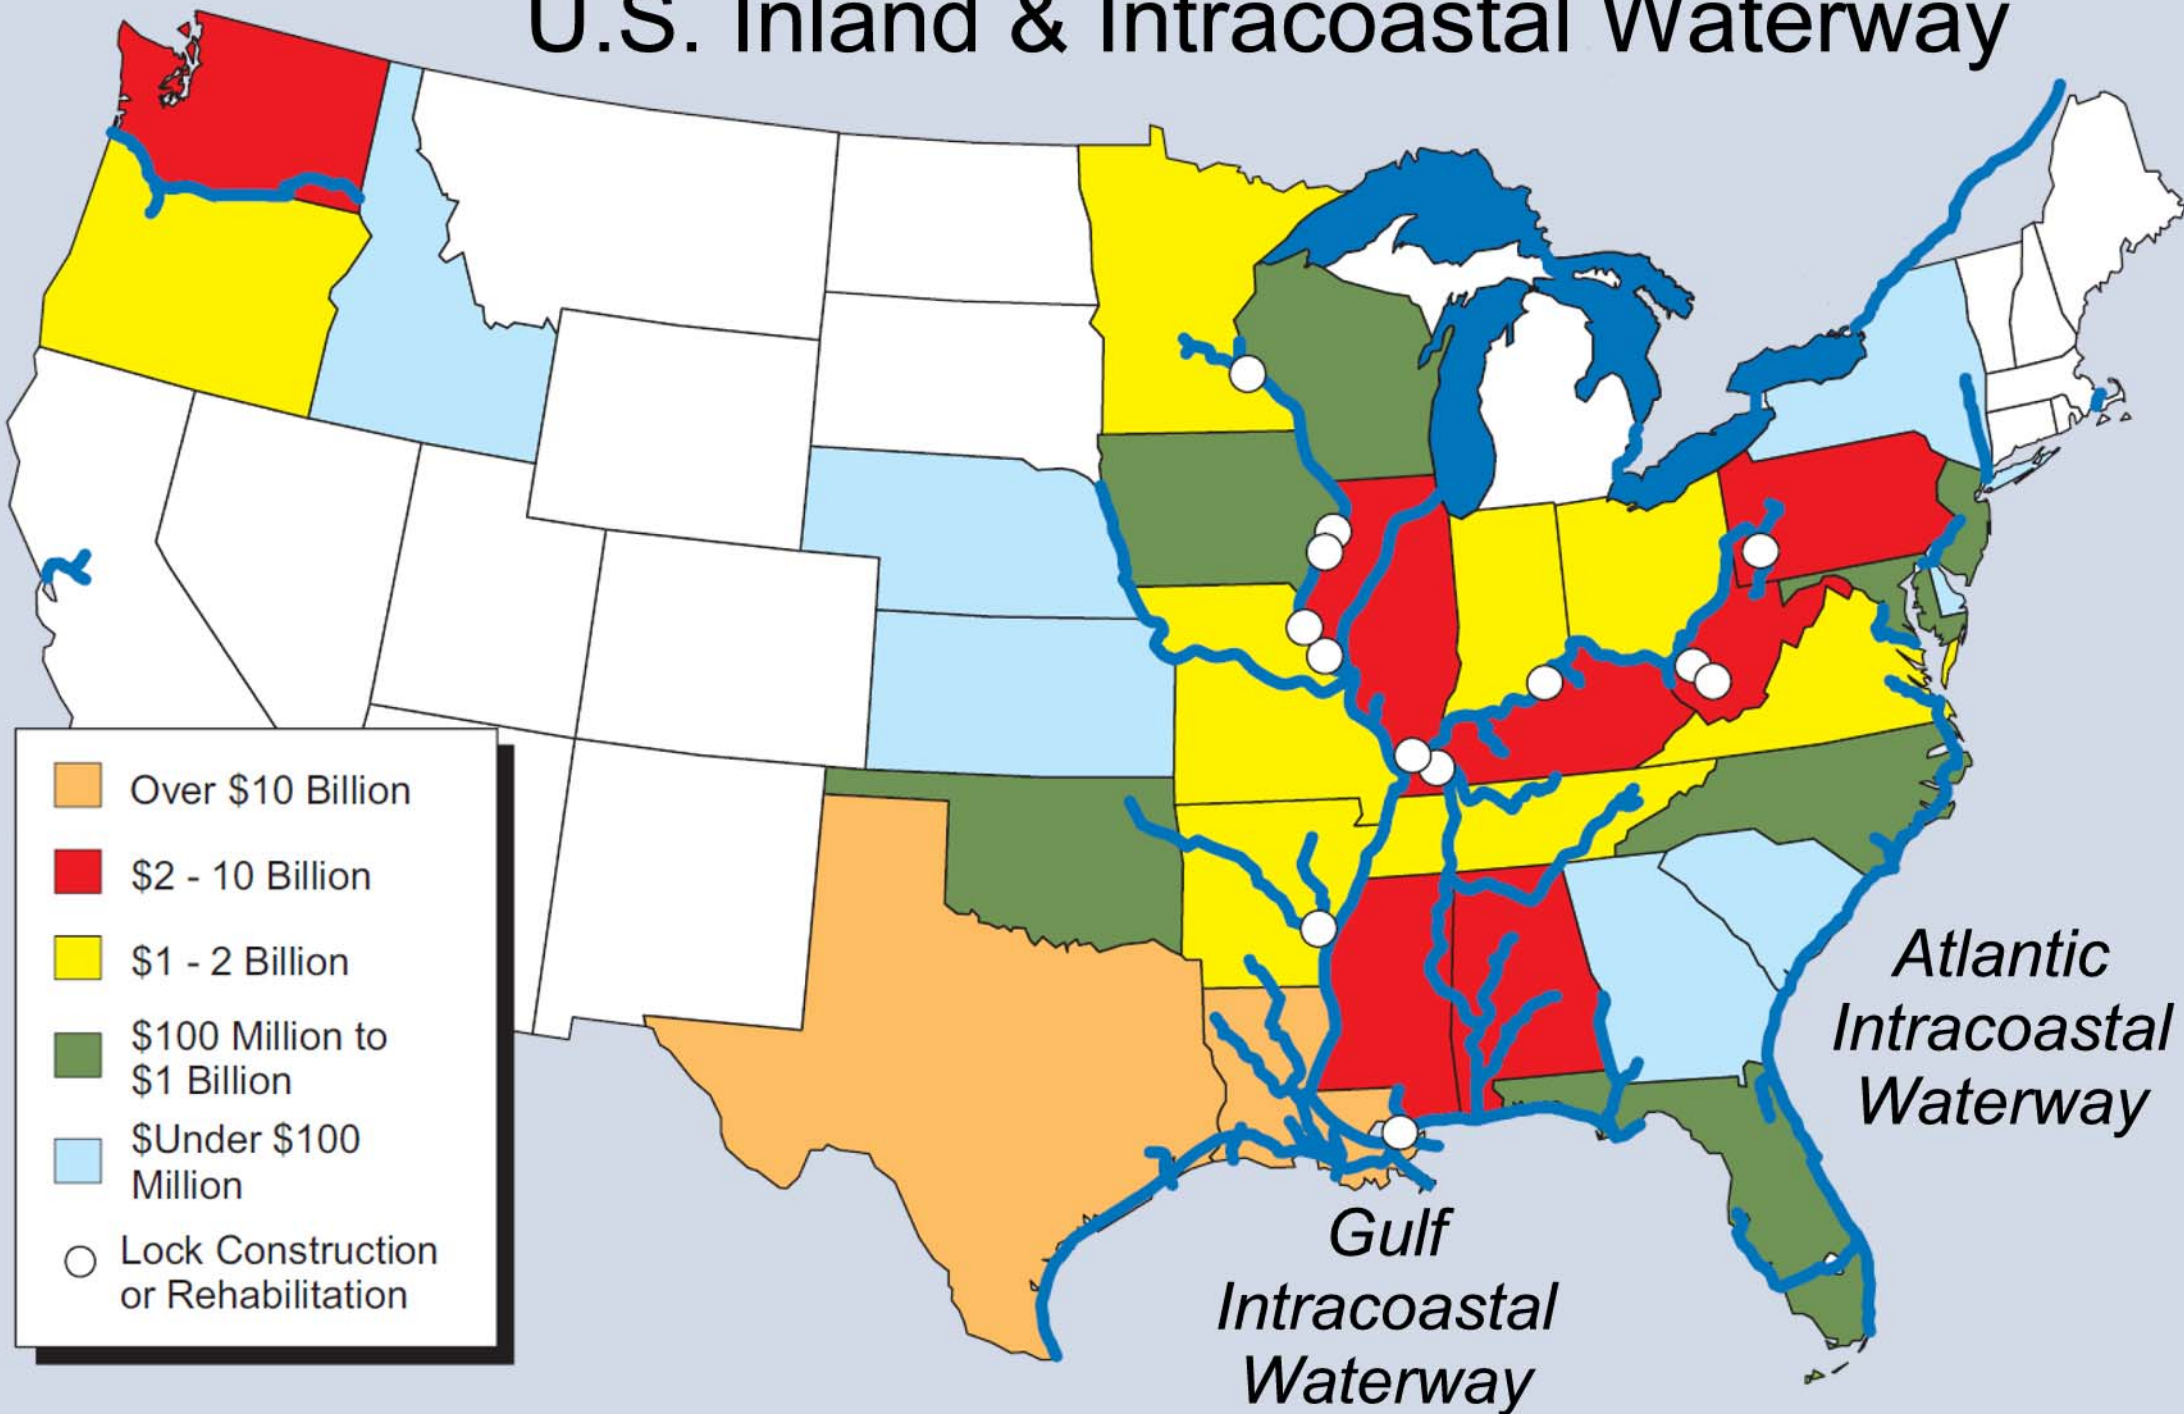 U.S. Inland & Intracoastal Waterway
Over $10 Billion
$2 - 10 Billion
$1 - 2 Billion
$100 Million to
$1 Billion
$Under $100
Million
Lock Construction
or Rehabilitation
Atlantic
Intracoastal
Waterway
Gulf
Intracoastal
Waterway